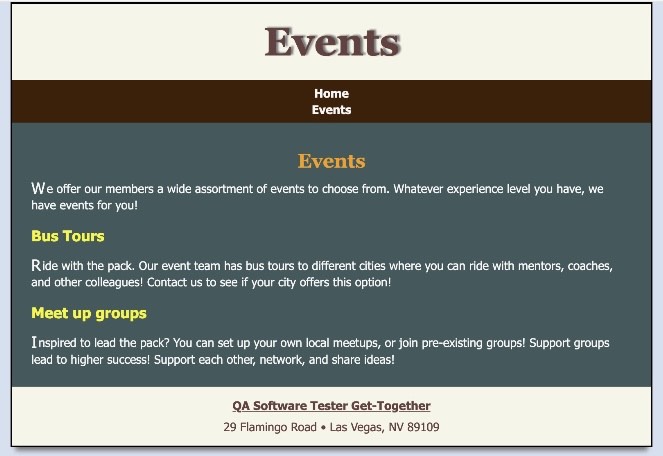 Events
Home
Events
Events
We offer our members a wide assortment of events to choose from. Whatever experience level you have, we
have events for you!
Bus Tours
Ride with the pack. Our event team has bus tours to different cities where you can ride with mentors, coaches,
and other colleagues! Contact us to see if your city offers this option!
Meet up groups
Inspired to lead the pack? You can set up your own local meetups, or join pre-existing groups! Support groups
lead to higher success! Support each other, network, and share ideas!
QA Software Tester Get-Together
29 Flamingo Road • Las Vegas, NV 89109